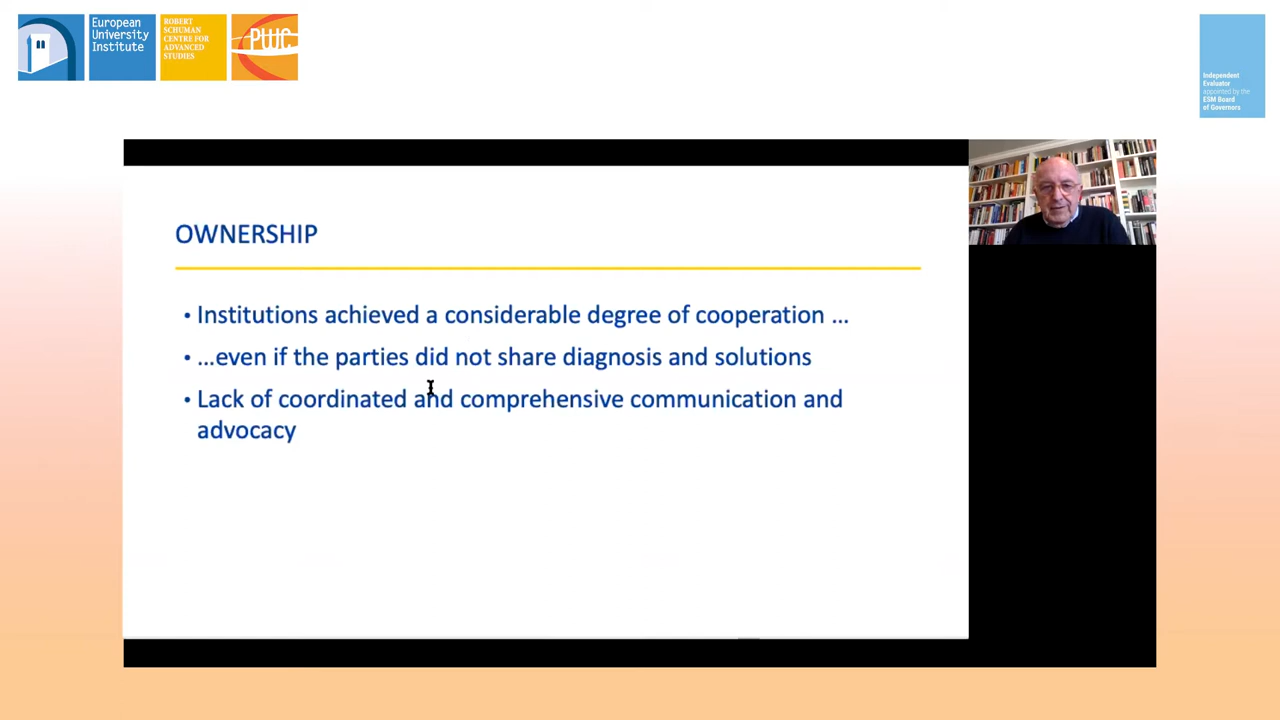 European
University
Institute
ROBERT
SCHUMAN
CENTRE FOR
ADVANCED
STUDIES
PWC
Independent
Evaluator
appointed by the
ESM Board
of Governors
OWNERSHIP
• Institutions achieved a considerable degree of cooperation ...
• ...even if the parties did not share diagnosis and solutions
• Lack of coordinated and comprehensive communication and
advocacy